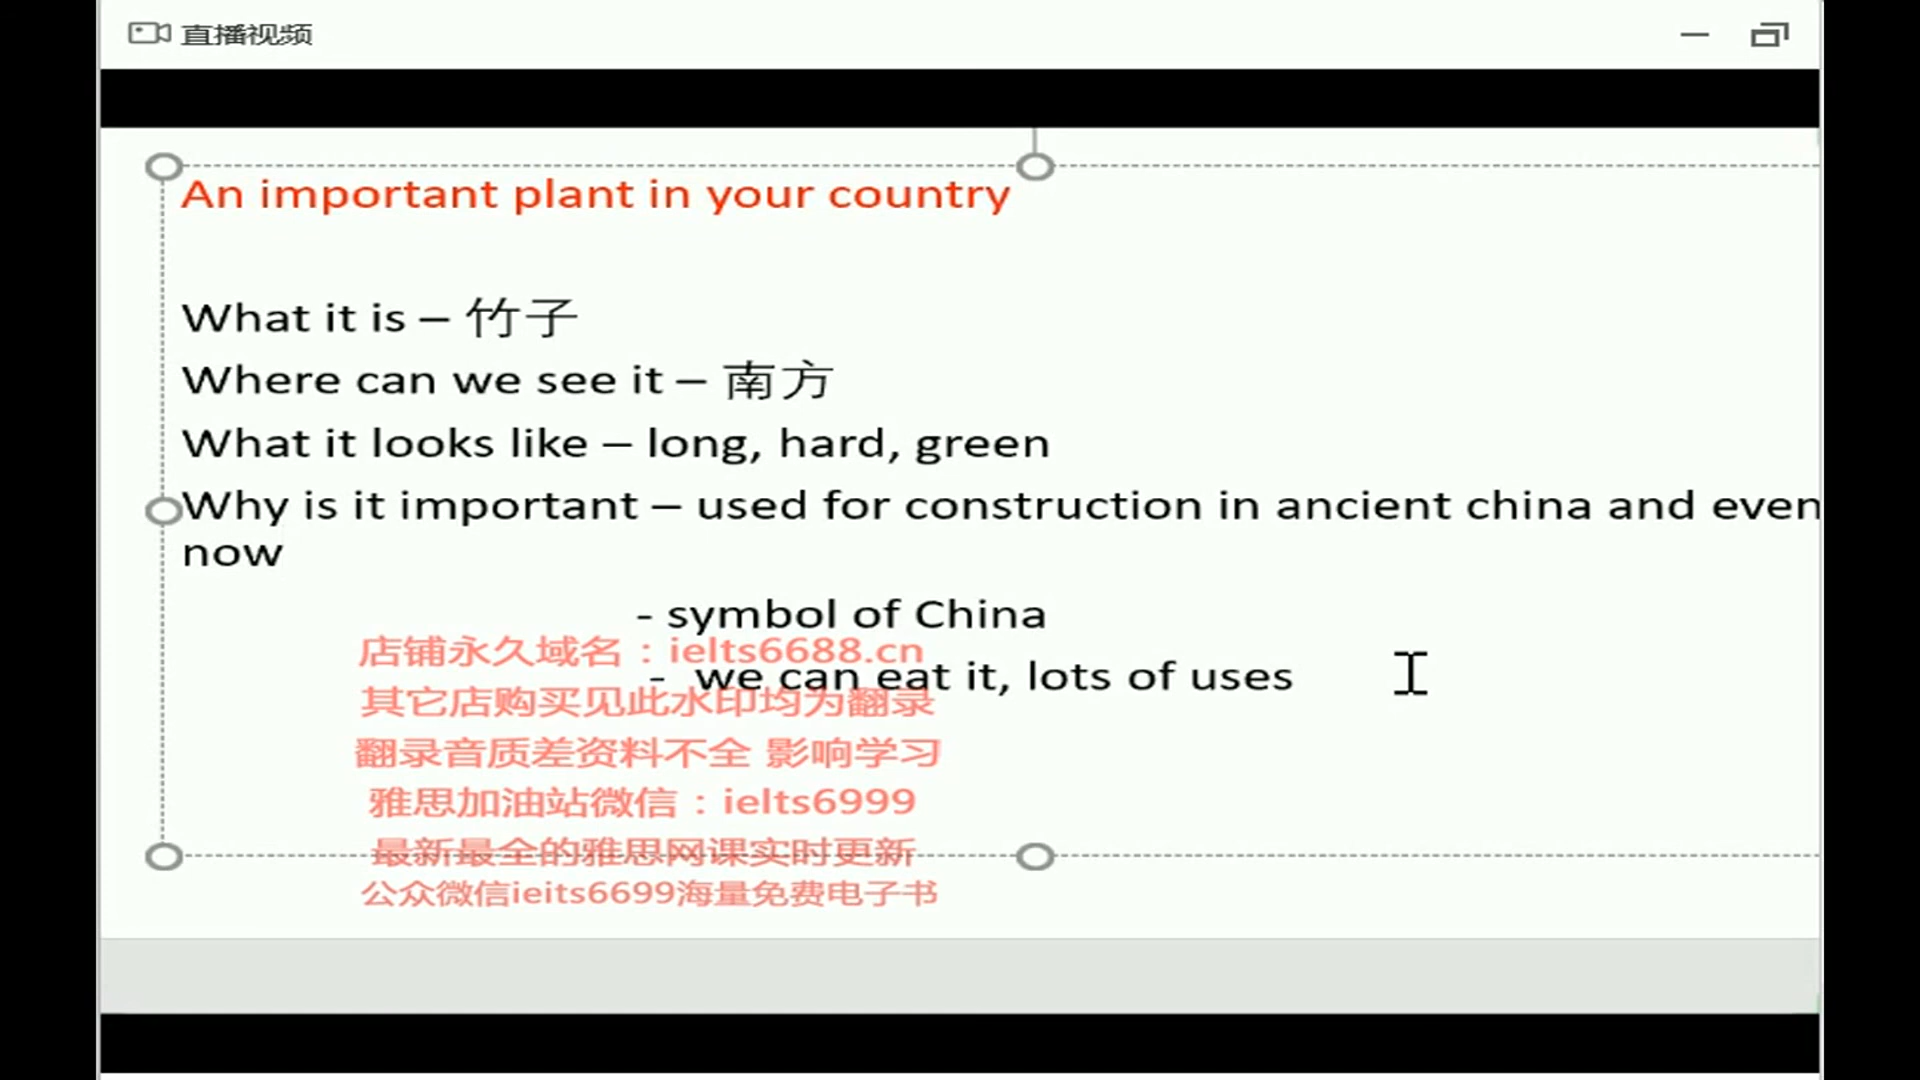 直播视频
An important plant in your country
What it is – 竹子
Where can we see it – 南方
What it looks like – long, hard, green
Why is it important – used for construction in ancient china and even
now
- symbol of China
店铺永久域名：ielts6688.cn
- we can eat it, lots of uses
其它店购买见此水印均为翻录
翻录音质差资料不全 影响学习
雅思加油站微信：ielts6999
最新最全的雅思网课实时更新
公众微信ieits6699海量免费电子书